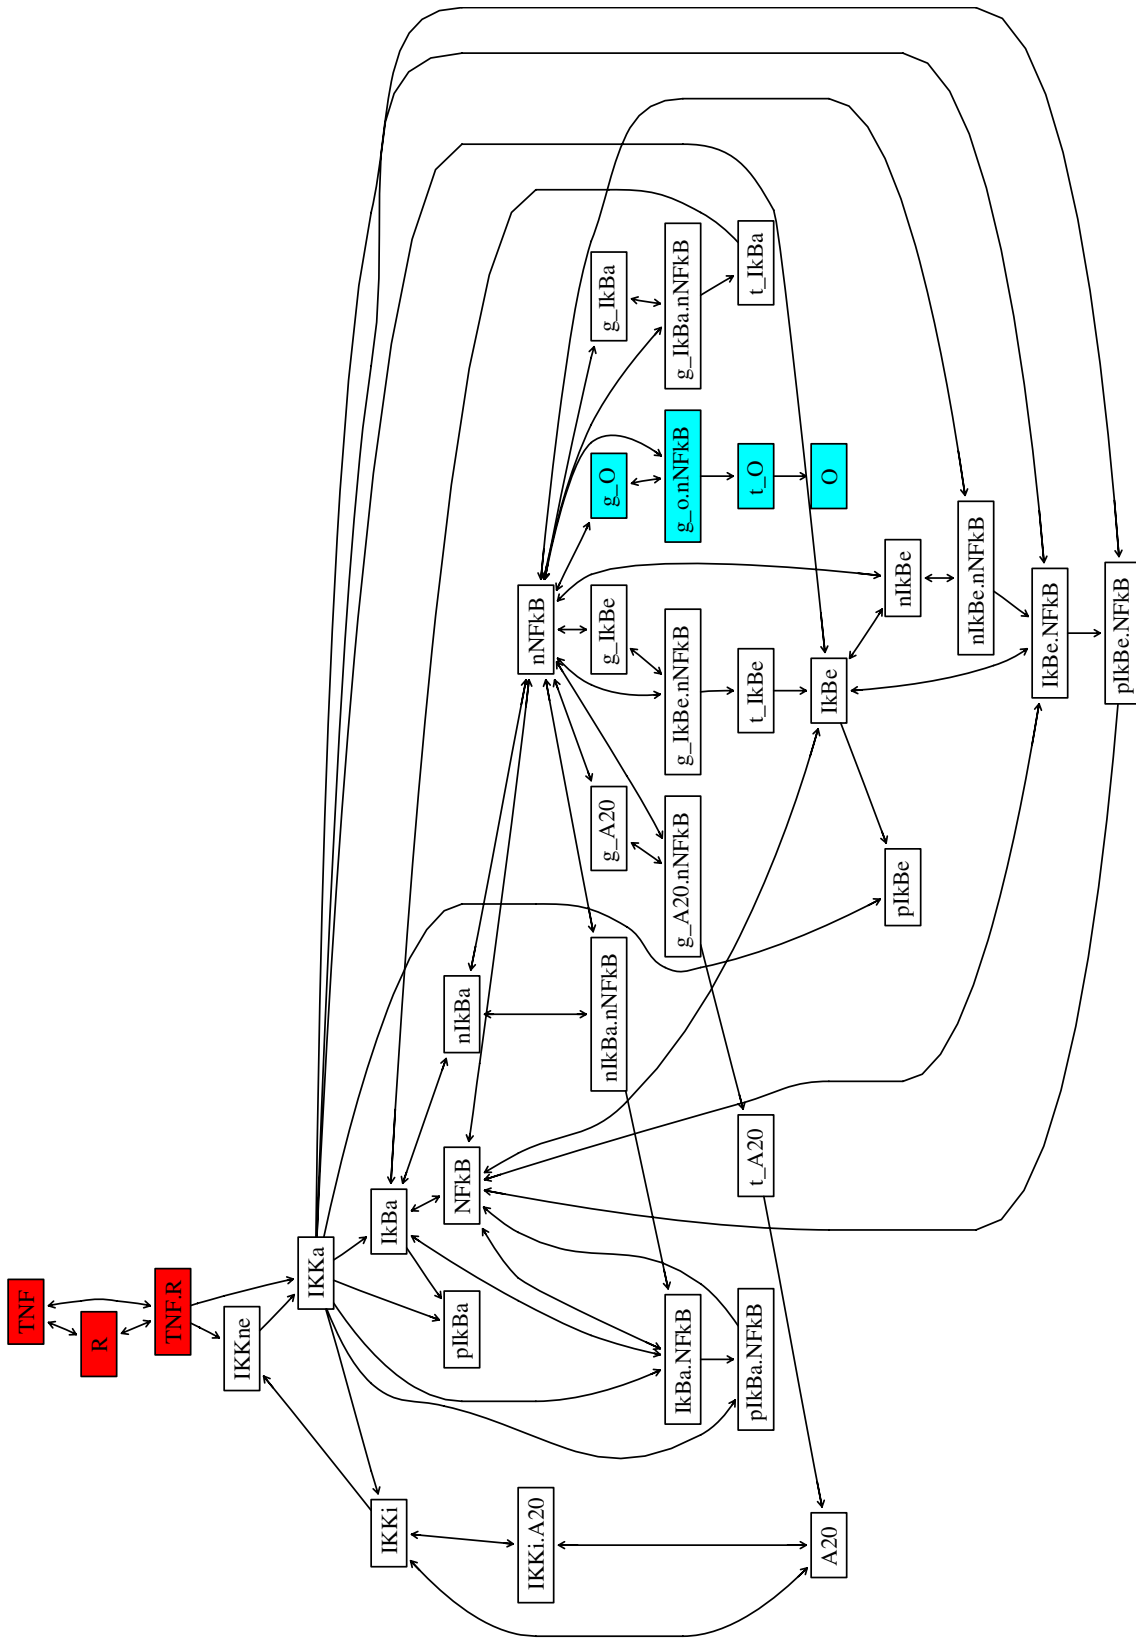 TNF
R
TNF.R
IKKne
IKKa
IKKi
IkBa
pIkBa
NFkB
nIkBa
IKKi.A20
nNFkB
nIkBa.nNFkB
g_A20
g_IkBe
g_O
g_IkBa
IkBa.NFkB
g_A20.nNFkB
g_IkBe.nNFkB
g_o.nNFkB
g_IkBa.nNFkB
pIkBa.NFkB
t_A20
t_IkBe
t_O
t_IkBa
A20
IkBe
O
pIkBe
nIkBe
nIkBe.nNFkB
IkBe.NFkB
pIkBe.NFkB